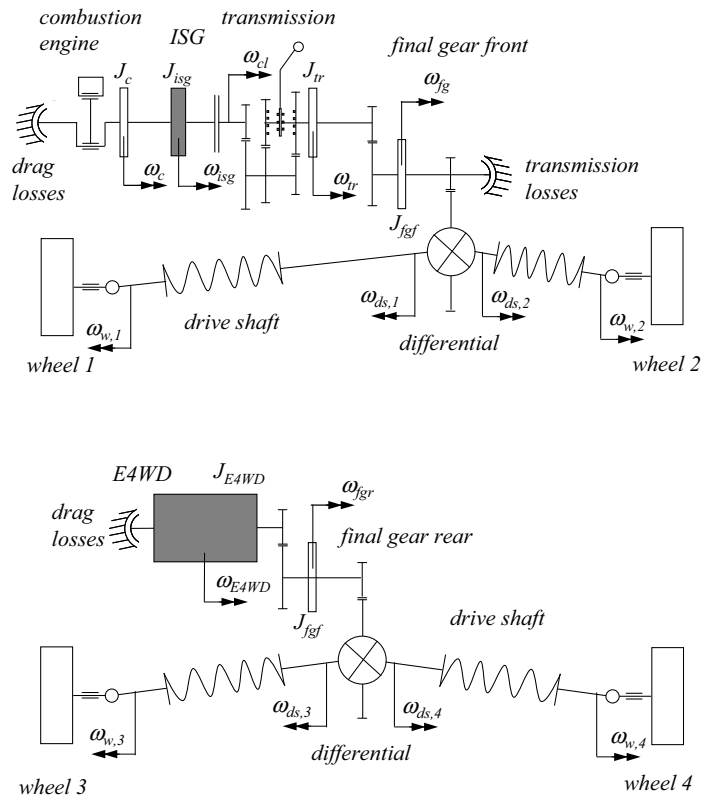 combustion
engine
ISG
transmission
final gear front
J_c
J_isg
ω_cl
J_tr
ω_fg
drag
losses
ω_c
ω_isg
ω_tr
J_fgf
transmission
losses
ω_w,1
drive shaft
ω_ds,1
ω_ds,2
ω_w,2
wheel 1
differential
wheel 2
E4WD
J_E4WD
ω_fgr
drag
losses
final gear rear
ω_E4WD
J_fgf
drive shaft
ω_w,3
ω_ds,3
ω_ds,4
ω_w,4
differential
wheel 3
wheel 4